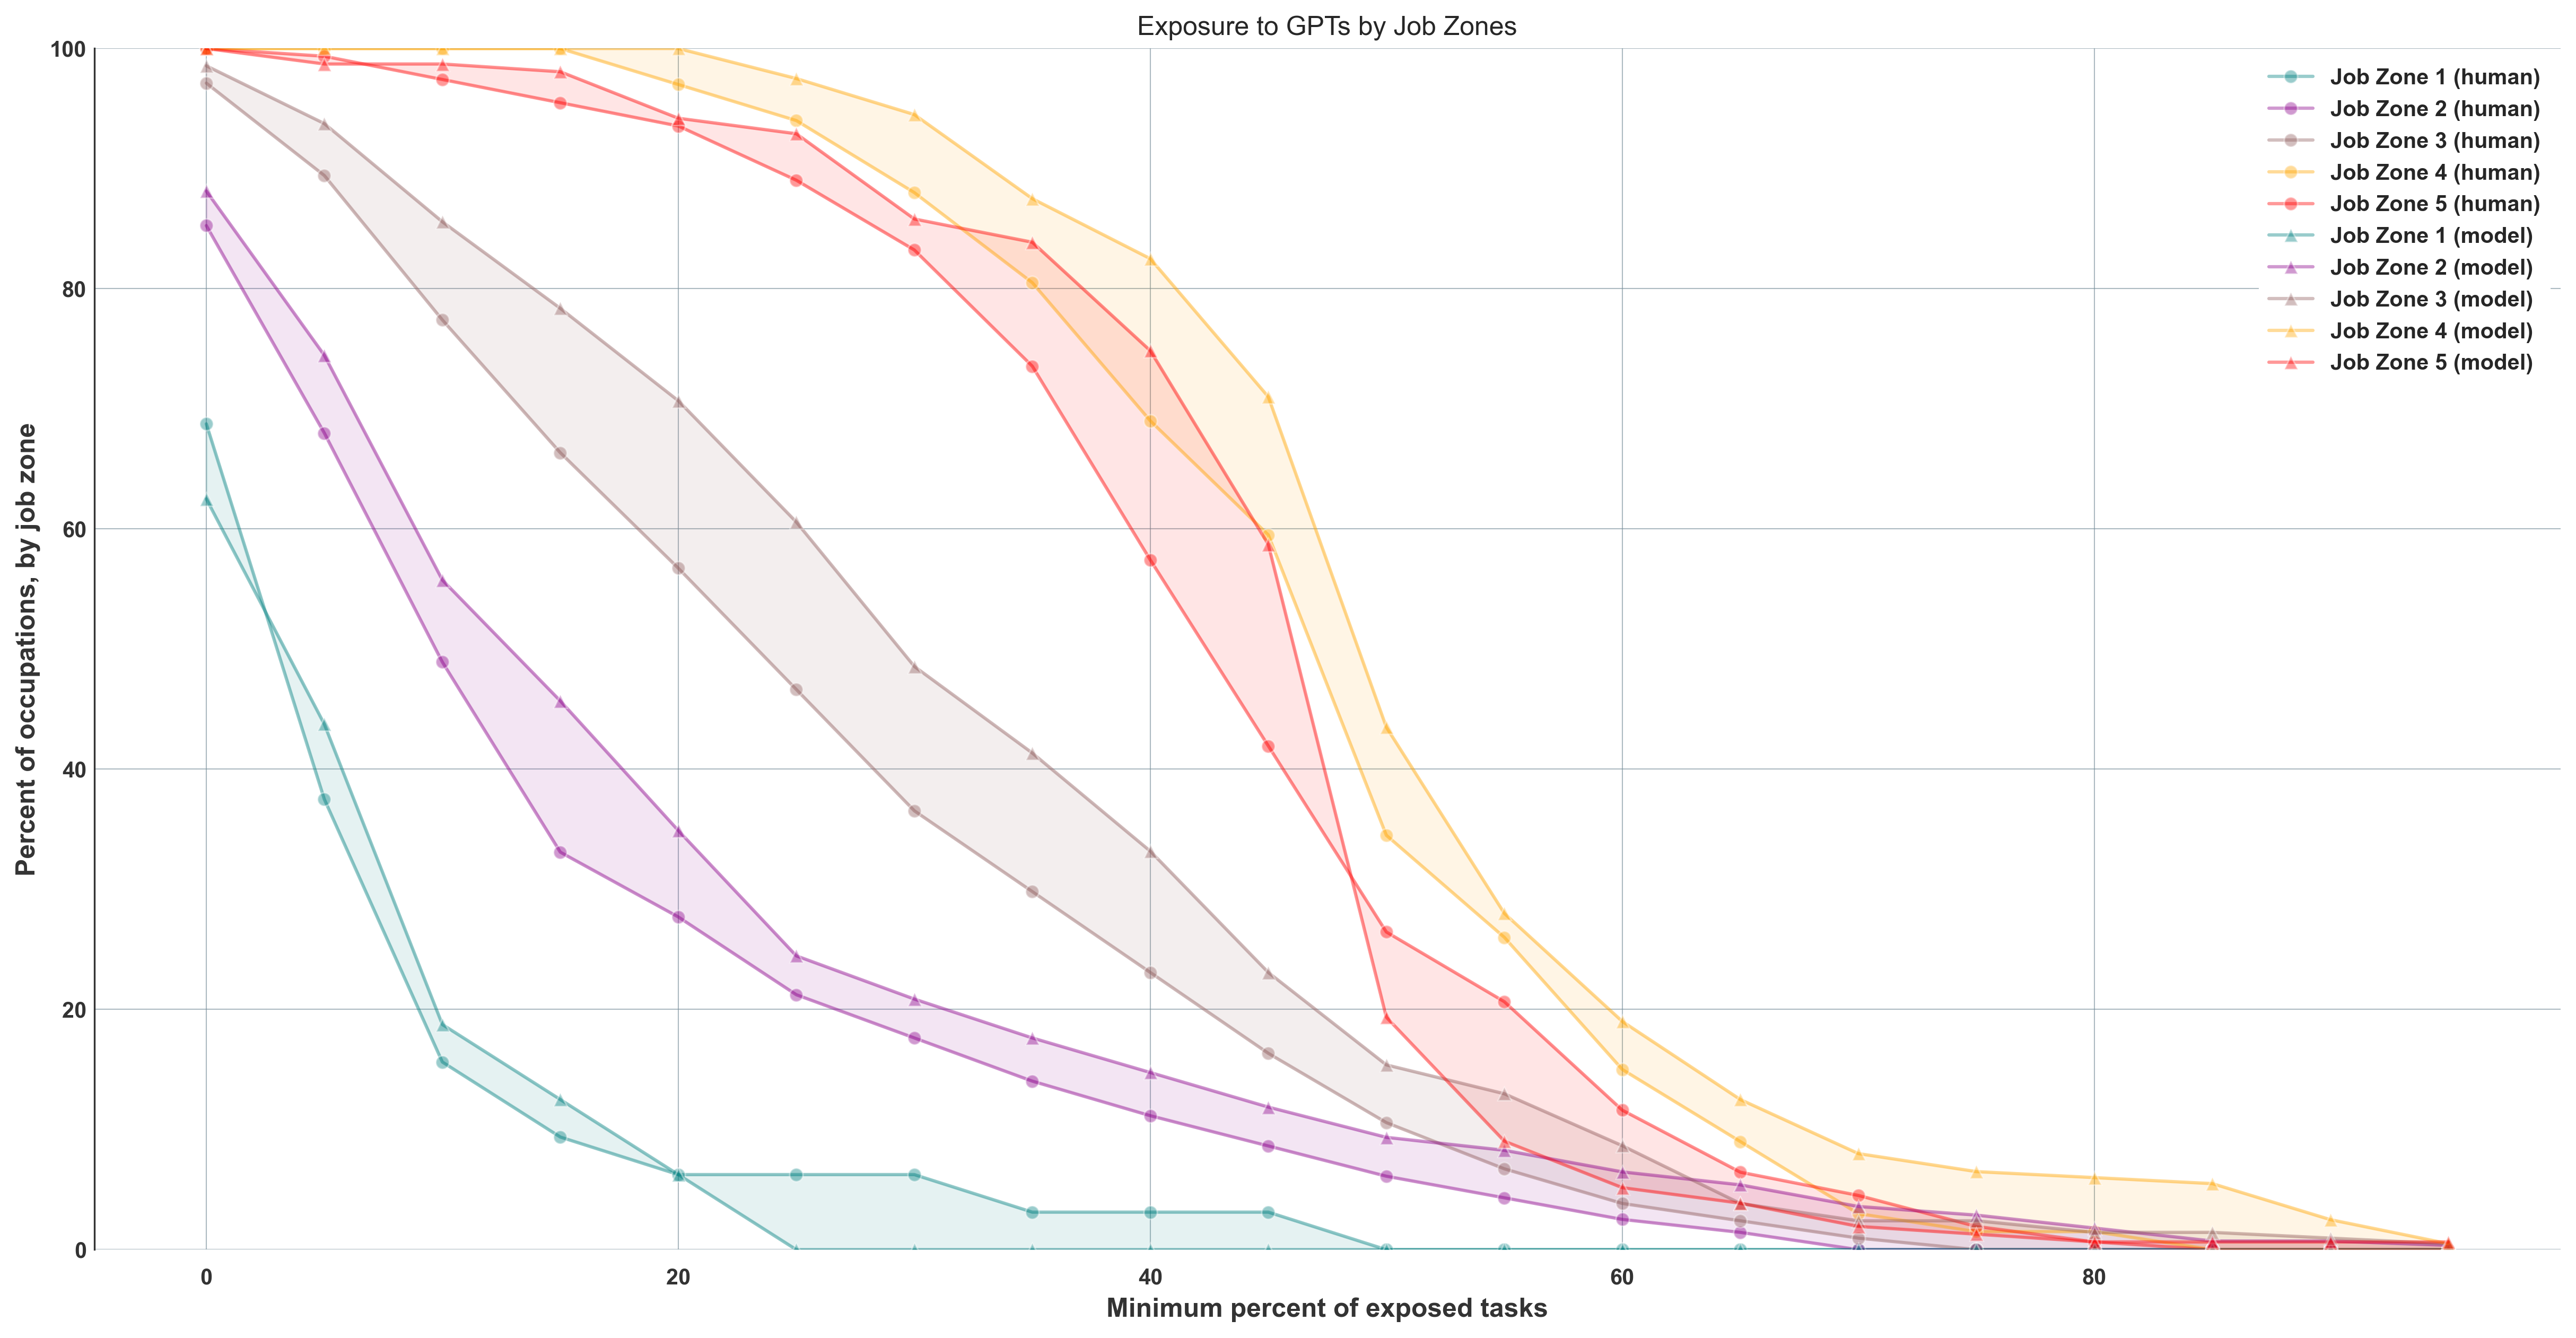 Exposure to GPTs by Job Zones
100
80
60
40
20
0
Percent of occupations, by job zone
Job Zone 1 (human)
Job Zone 2 (human)
Job Zone 3 (human)
Job Zone 4 (human)
Job Zone 5 (human)
Job Zone 1 (model)
Job Zone 2 (model)
Job Zone 3 (model)
Job Zone 4 (model)
Job Zone 5 (model)
0 20 40 60 80
Minimum percent of exposed tasks